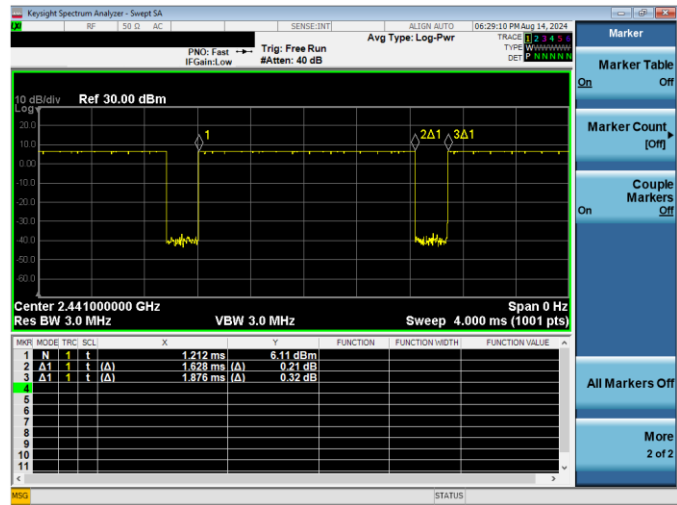 Keysight Spectrum Analyzer - Swept SA
RF 50 Ω AC SENSE:INT ALIGN AUTO 06:29:10 PM Aug 14, 2024
Avg Type: Log-Pwr TRACE 1 2 3 4 5 6
PNO: Fast Trig: Free Run TYPE W
IFGain:Low #Atten: 40 dB DET P N N N N N
10 dB/div Ref 30.00 dBm
Log
20.0
10.0
0.00
-10.0
-20.0
-30.0
-40.0
-50.0
-60.0
1
2Δ1 3Δ1
Center 2.441000000 GHz Span 0 Hz
Res BW 3.0 MHz VBW 3.0 MHz Sweep 4.000 ms (1001 pts)
MKR MODE TRC SCL X Y FUNCTION FUNCTION WIDTH FUNCTION VALUE
1 N 1 t 1.212 ms 6.11 dBm
2 Δ1 1 t (Δ) 1.628 ms (Δ) 0.21 dB
3 Δ1 1 t (Δ) 1.876 ms (Δ) 0.32 dB
4
5
6
7
8
9
10
11
MSG STATUS
Marker
Marker Table
On Off
Marker Count
[Off]
Couple
Markers
On Off
All Markers Off
More
2 of 2